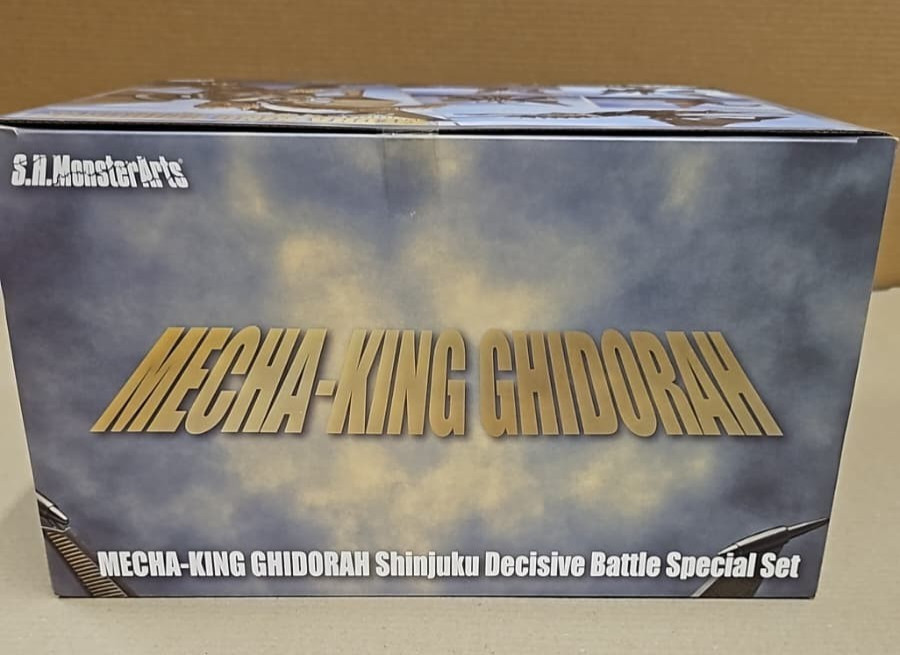 S.H.MonsterArts
MECHA-KING GHIDORAH
MECHA-KING GHIDORAH Shinjuku Decisive Battle Special Set